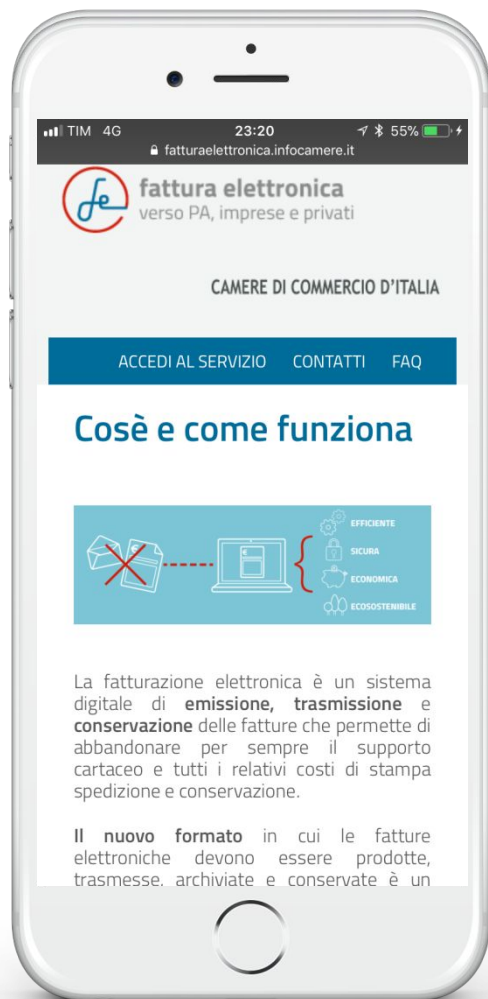 TIM 4G 23:20 55%
fatturaelettronica.infocamere.it
fe
fattura elettronica
verso PA, imprese e privati
CAMERE DI COMMERCIO D'ITALIA
ACCEDI AL SERVIZIO CONTATTI FAQ
Cosè e come funziona
€ €
EFFICIENTE
SICURA
ECONOMICA
ECOSOSTENIBILE
La fatturazione elettronica è un sistema
digitale di emissione, trasmissione e
conservazione delle fatture che permette di
abbandonare per sempre il supporto
cartaceo e tutti i relativi costi di stampa
spedizione e conservazione.
Il nuovo formato in cui le fatture
elettroniche devono essere prodotte,
trasmesse, archiviate e conservate è un